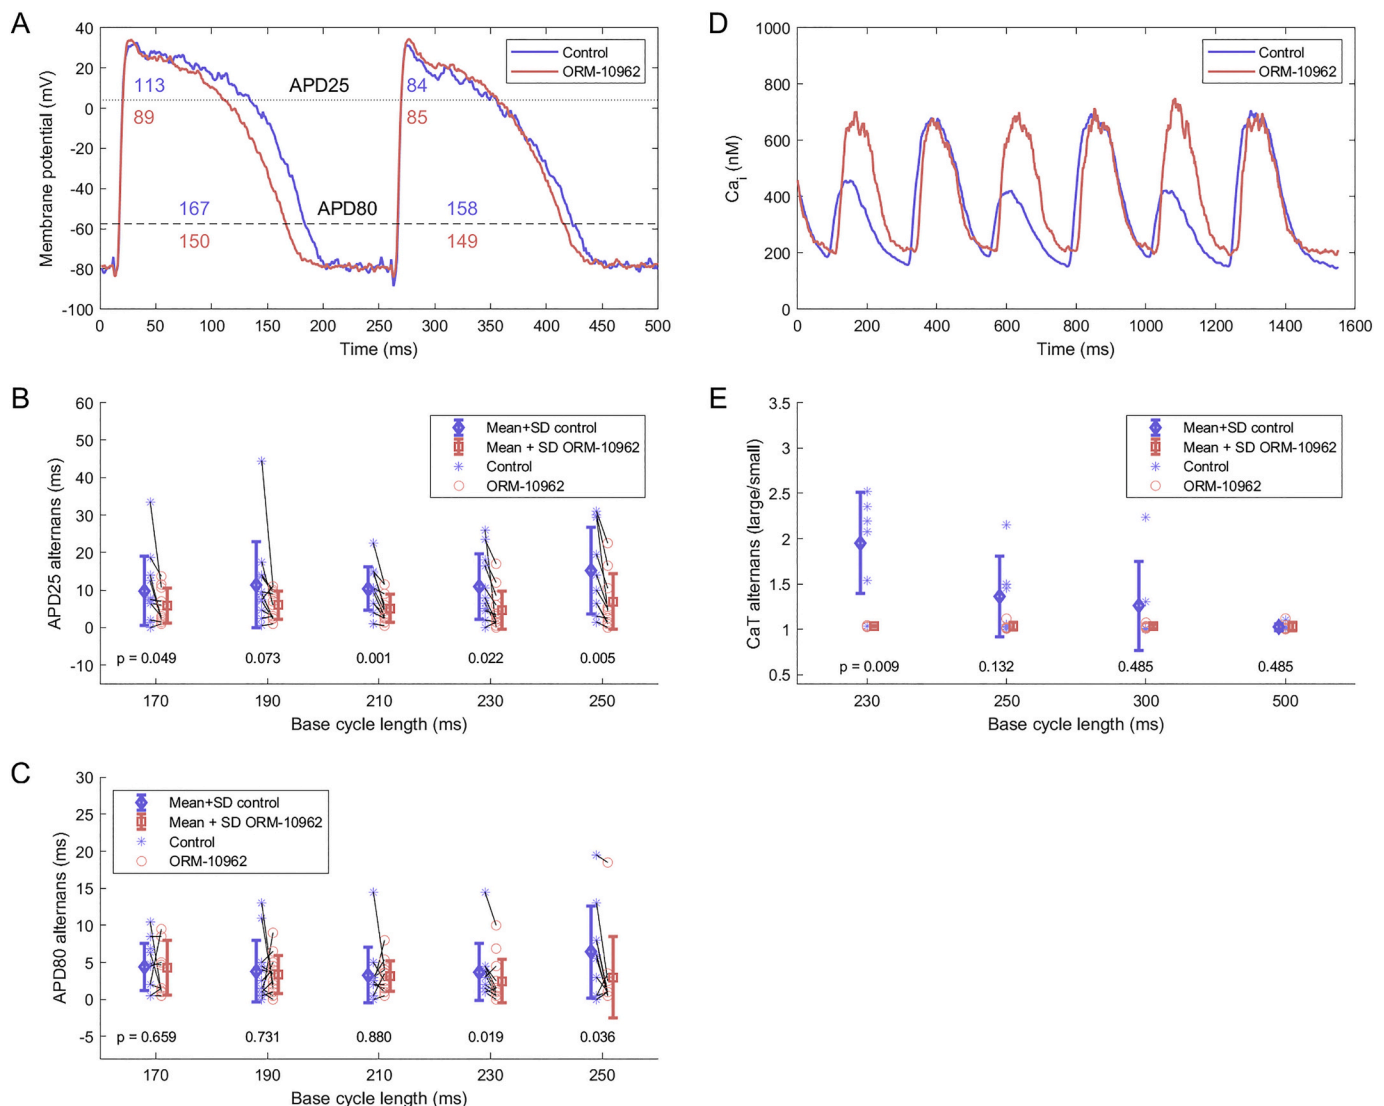 A
40
20
0
-20
-40
-60
-80
-100
Membrane potential (mV)
Control
ORM-10962
113
APD25
84
89
85
167
APD80
158
150
149
0 50 100 150 200 250 300 350 400 450 500
Time (ms)
D
1000
800
600
400
200
0
Cai (nM)
Control
ORM-10962
0 200 400 600 800 1000 1200 1400 1600
Time (ms)
B
60
50
40
30
20
10
0
-10
APD25 alternans (ms)
Mean+SD control
Mean + SD ORM-10962
Control
ORM-10962
p = 0.049 0.073 0.001 0.022 0.005
170 190 210 230 250
Base cycle length (ms)
E
3.5
3
2.5
2
1.5
1
0.5
CaT alternans (large/small)
Mean+SD control
Mean + SD ORM-10962
Control
ORM-10962
p = 0.009 0.132 0.485 0.485
230 250 300 500
Base cycle length (ms)
C
30
25
20
15
10
5
0
-5
APD80 alternans (ms)
Mean+SD control
Mean + SD ORM-10962
Control
ORM-10962
p = 0.659 0.731 0.880 0.019 0.036
170 190 210 230 250
Base cycle length (ms)